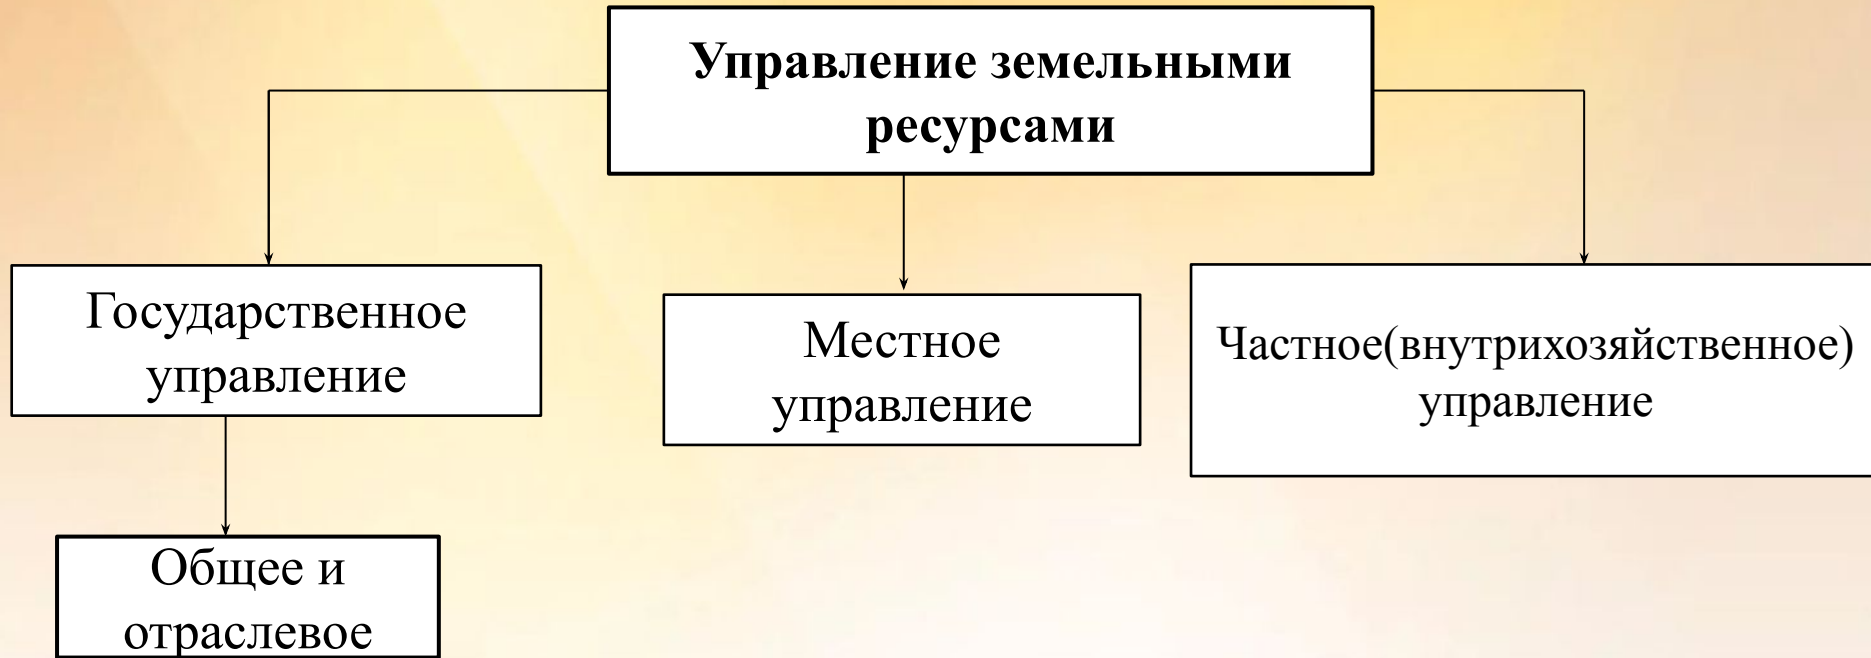 Управление земельными
ресурсами
Государственное
управление
Местное
управление
Частное(внутрихозяйственное)
управление
Общее и
отраслевое